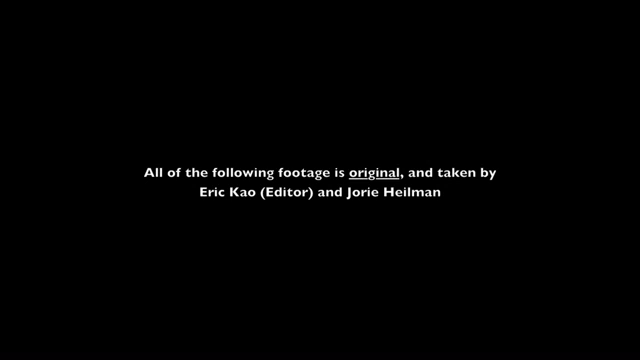 All of the following footage is original, and taken by
Eric Kao (Editor) and Jorie Heilman